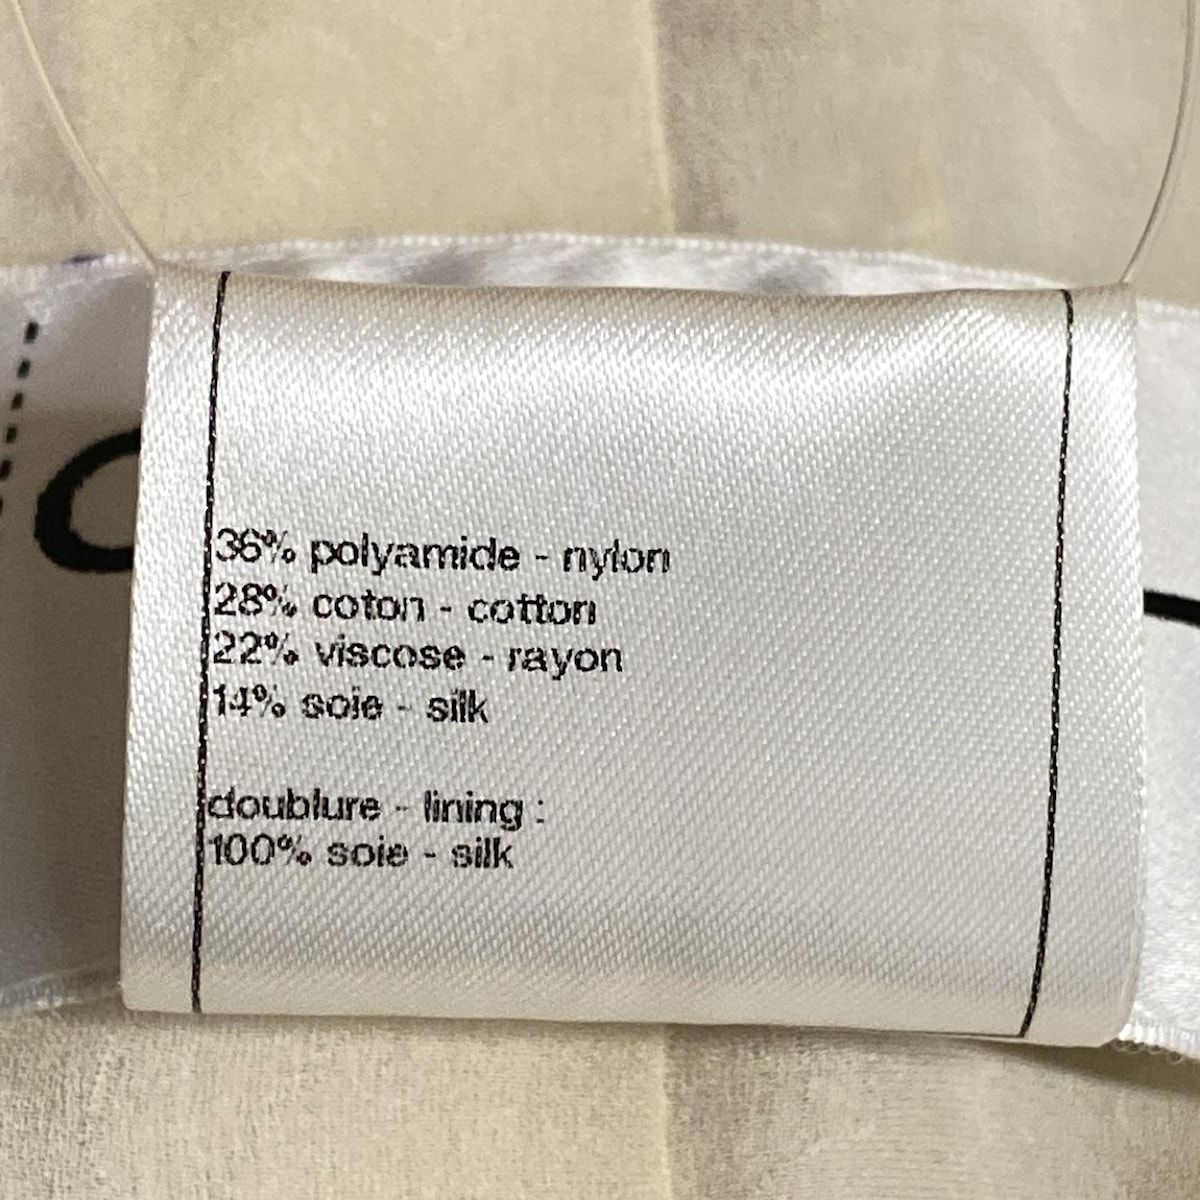 36% polyamide - nylon
28% coton - cotton
22% viscose - rayon
14% soie - silk
doublure - lining :
100% soie - silk